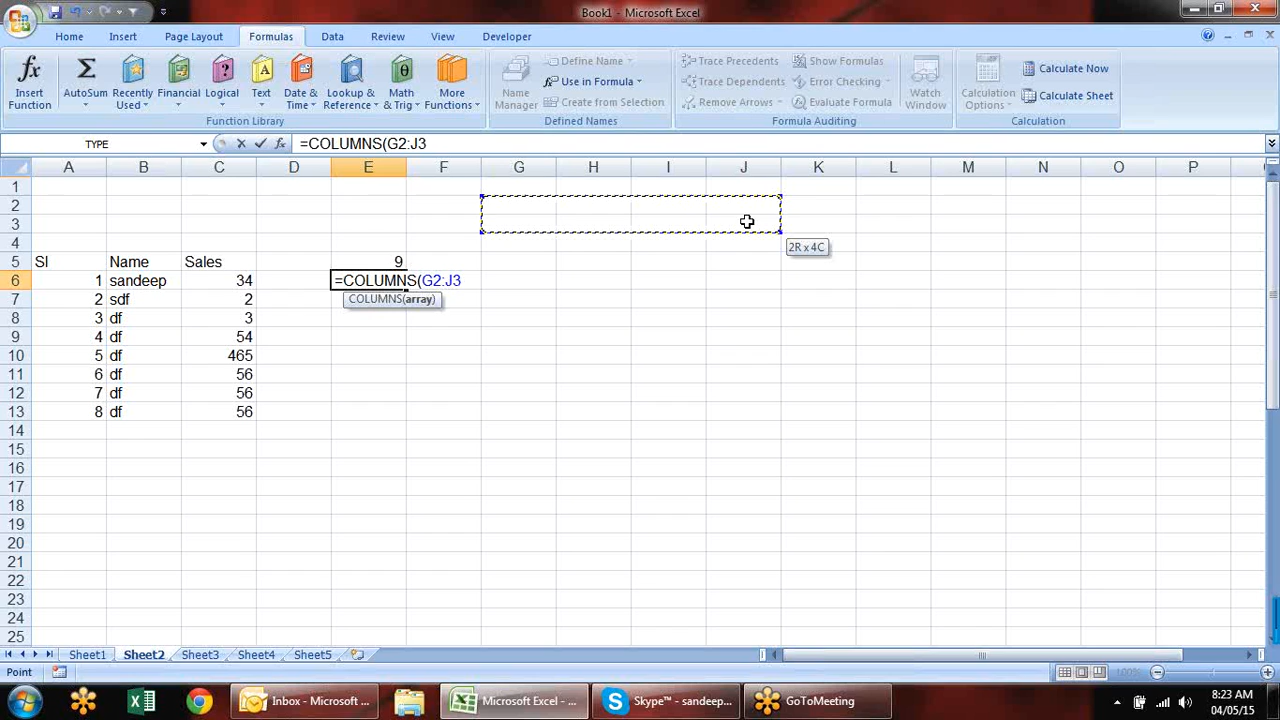 Book1 - Microsoft Excel
Home Insert Page Layout Formulas Data Review View Developer
Insert Function
AutoSum
Recently Used
Financial
Logical
Text
Date & Time
Lookup & Reference
Math & Trig
More Functions
Function Library
Name Manager
Define Name
Use in Formula
Create from Selection
Defined Names
Trace Precedents
Trace Dependents
Remove Arrows
Show Formulas
Error Checking
Evaluate Formula
Formula Auditing
Watch Window
Calculation Options
Calculate Now
Calculate Sheet
Calculation
TYPE =COLUMNS(G2:J3
A B C D E F G H I J K L M N O P
1
2
3
2R x 4C
4
5 Sl Name Sales 9
6 1 sandeep 34 =COLUMNS(G2:J3
COLUMNS(array)
7 2 sdf 2
8 3 df 3
9 4 df 54
10 5 df 465
11 6 df 56
12 7 df 56
13 8 df 56
14
15
16
17
18
19
20
21
22
23
24
25
Sheet1 Sheet2 Sheet3 Sheet4 Sheet5
Point 100%
Inbox - Microsoft ... Microsoft Excel - ... Skype™ - sandeep... GoToMeeting
8:23 AM
04/05/15